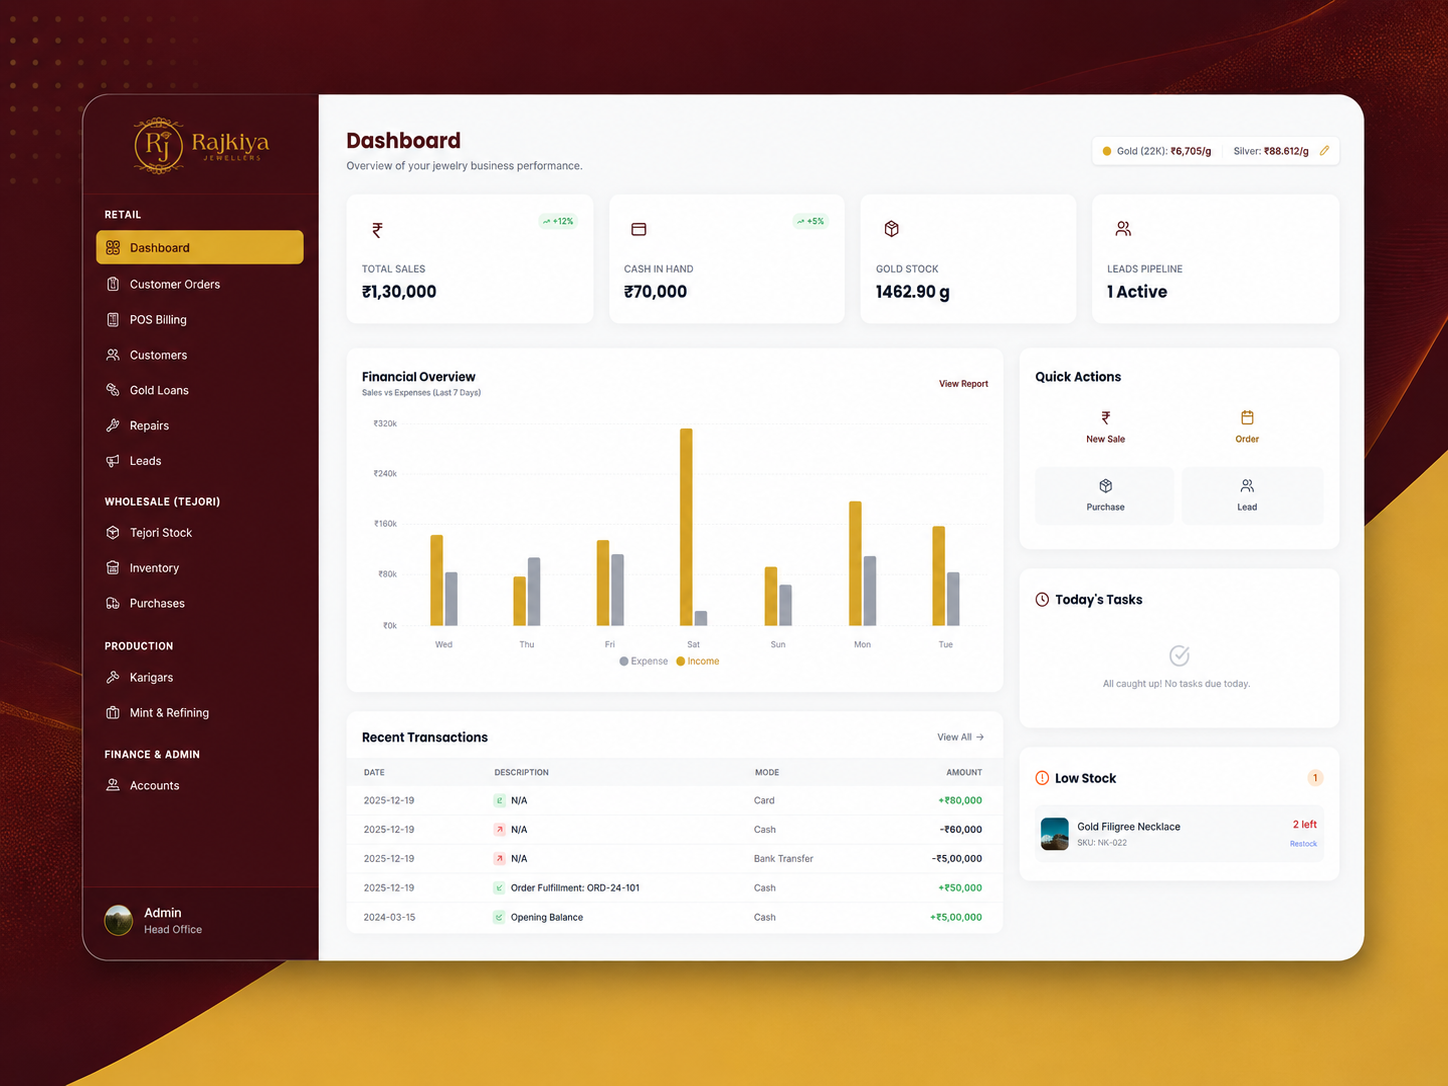 Rj Rajkiya
JEWELLERS
RETAIL
Dashboard
Customer Orders
POS Billing
Customers
Gold Loans
Repairs
Leads
WHOLESALE (TEJORI)
Tejori Stock
Inventory
Purchases
PRODUCTION
Karigars
Mint & Refining
FINANCE & ADMIN
Accounts
Admin
Head Office
Dashboard
Overview of your jewelry business performance.
Gold (22K): ₹6,705/g Silver: ₹88.612/g
₹
+12%
TOTAL SALES
₹1,30,000
+5%
CASH IN HAND
₹70,000
GOLD STOCK
1462.90 g
LEADS PIPELINE
1 Active
Financial Overview
Sales vs Expenses (Last 7 Days)
View Report
₹320k
₹240k
₹160k
₹80k
₹0k
Wed Thu Fri Sat Sun Mon Tue
Expense Income
Recent Transactions
View All →
DATE DESCRIPTION MODE AMOUNT
2025-12-19 N/A Card +₹80,000
2025-12-19 N/A Cash -₹60,000
2025-12-19 N/A Bank Transfer -₹5,00,000
2025-12-19 Order Fulfillment: ORD-24-101 Cash +₹50,000
2024-03-15 Opening Balance Cash +₹5,00,000
Quick Actions
₹
New Sale
Order
Purchase
Lead
Today's Tasks
All caught up! No tasks due today.
Low Stock
1
Gold Filigree Necklace
SKU: NK-022
2 left
Restock